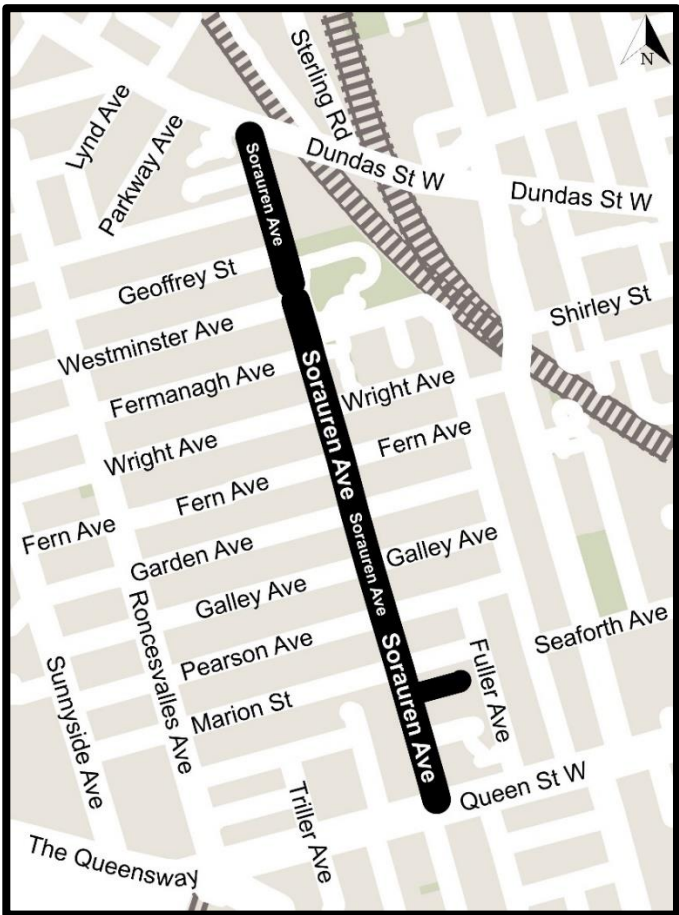 N
Sterling Rd
Lynd Ave
Parkway Ave
Dundas St W
Dundas St W
Sorauren Ave
Geoffrey St
Shirley St
Westminster Ave
Sorauren Ave
Fermanagh Ave
Wright Ave
Wright Ave
Fern Ave
Fern Ave
Fern Ave
Sorauren Ave
Garden Ave
Galley Ave
Galley Ave
Roncesvalles Ave
Pearson Ave
Seaforth Ave
Sunnyside Ave
Marion St
Sorauren Ave
Fuller Ave
Queen St W
Triller Ave
The Queensway